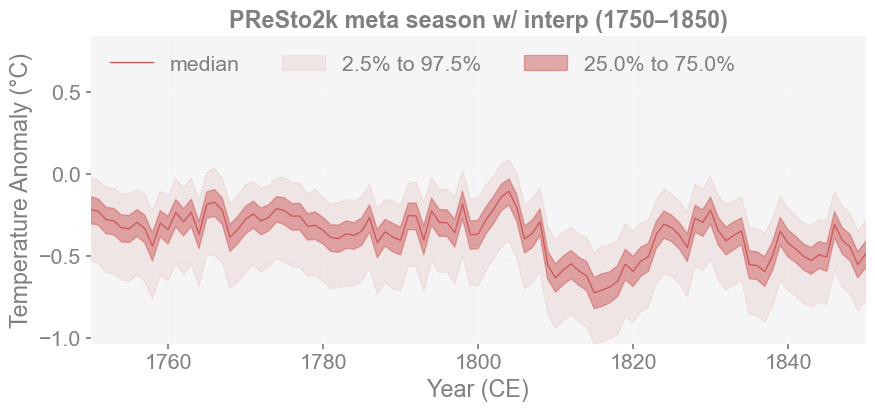 PReSto2k meta season w/ interp (1750–1850)
median
2.5% to 97.5%
25.0% to 75.0%
Temperature Anomaly (°C)
0.5
0.0
−0.5
−1.0
1760 1780 1800 1820 1840
Year (CE)